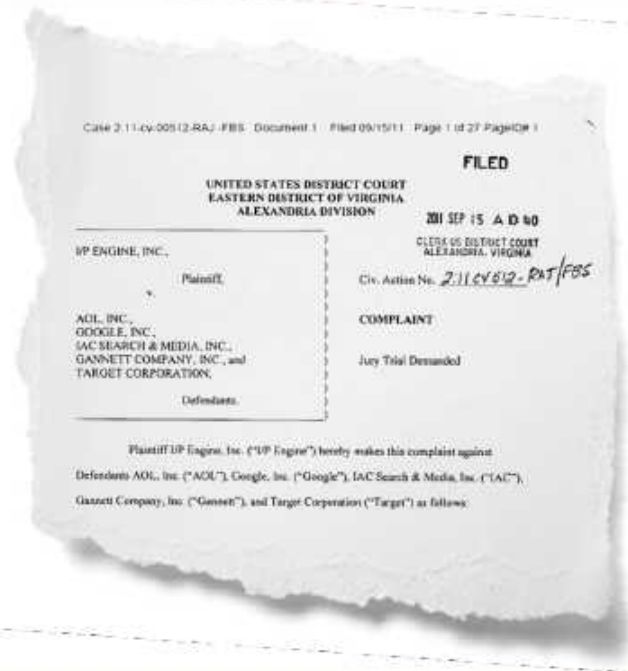 Case 2:11-cv-00512-RAJ -FBS Document 1 Filed 09/15/11 Page 1 of 27 PageID# 1
FILED
UNITED STATES DISTRICT COURT
EASTERN DISTRICT OF VIRGINIA
ALEXANDRIA DIVISION
2011 SEP 15 A
CLERK US DISTRICT COURT
ALEXANDRIA, VIRGINIA
I/P ENGINE, INC.,
Plaintiff,
v.
Civ. Action No. 2:11CV512-RAJ/FBS
AOL, INC.,
GOOGLE, INC.,
IAC SEARCH & MEDIA, INC.,
GANNETT COMPANY, INC., and
TARGET CORPORATION,
COMPLAINT
Jury Trial Demanded
Defendants.
Plaintiff I/P Engine, Inc. ("I/P Engine") hereby makes this complaint against
Defendants AOL, Inc. ("AOL"), Google, Inc. ("Google"), IAC Search & Media, Inc. ("IAC"),
Gannett Company, Inc. ("Gannett"), and Target Corporation ("Target") as follows: